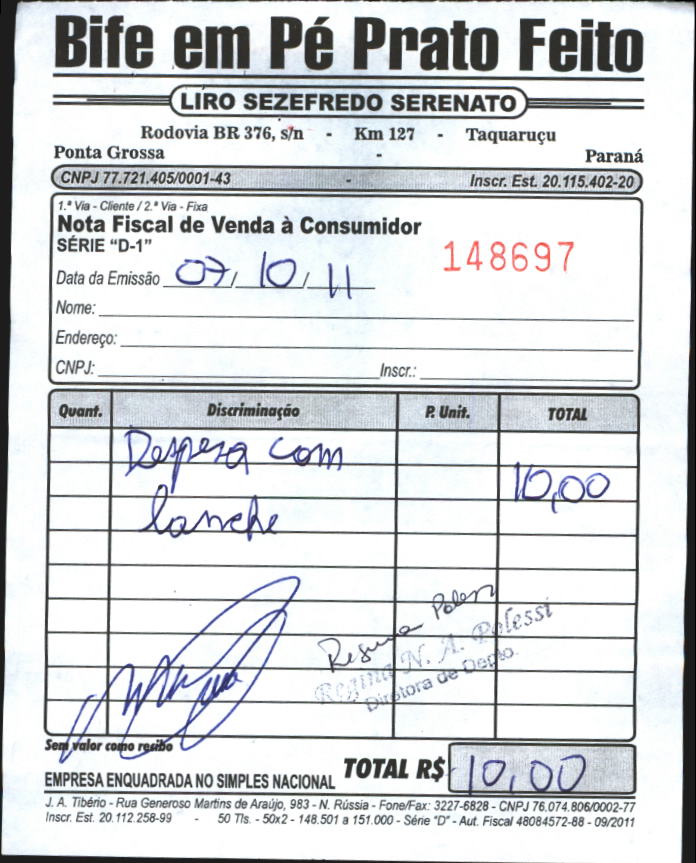 Bife em Pé Prato Feito
LIRO SEZEFREDO SERENATO
Rodovia BR 376, s/n - Km 127 - Taquaruçu
Ponta Grossa - Paraná
CNPJ 77.721.405/0001-43 - Inscr. Est. 20.115.402-20
1.ª Via - Cliente / 2.ª Via - Fixa
Nota Fiscal de Venda à Consumidor
SÉRIE "D-1"
148697
Data da Emissão 07/10/11
Nome:
Endereço:
CNPJ: Inscr.:
Quant. Discriminação P. Unit. TOTAL
Despesa com
lanche 10,00
Regina Poless
Regina N. A. Polessi
Diretora de Depto.
Sem valor como recibo
EMPRESA ENQUADRADA NO SIMPLES NACIONAL TOTAL R$ 10,00
J. A. Tibério - Rua Generoso Martins de Araújo, 983 - N. Rússia - Fone/Fax: 3227-6828 - CNPJ 76.074.806/0002-77
Inscr. Est. 20.112.258-99 - 50 Tls. - 50x2 - 148.501 a 151.000 - Série "D" - Aut. Fiscal 48084572-88 - 09/2011